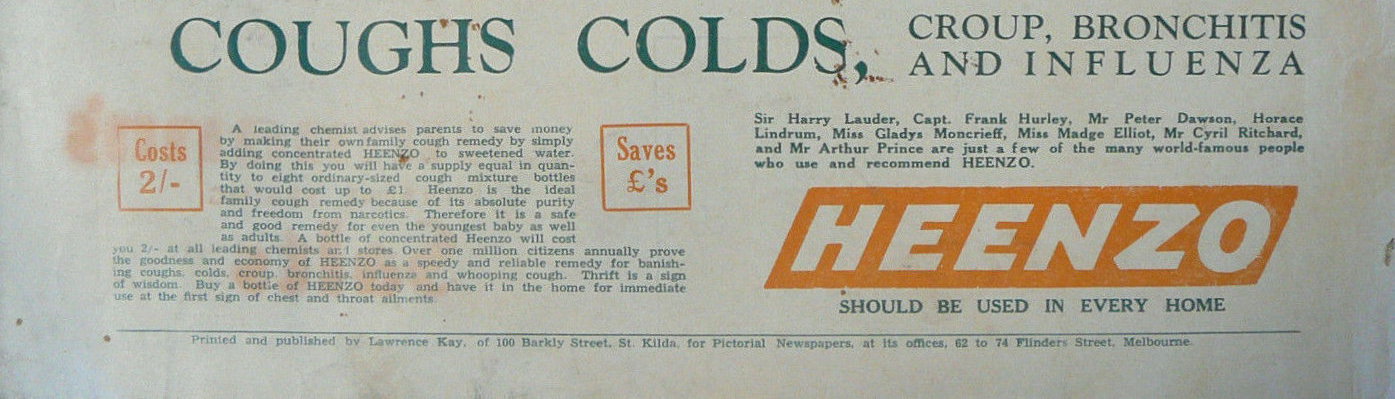 COUGHS COLDS,
CROUP, BRONCHITIS
AND INFLUENZA
Costs
2/-
A leading chemist advises parents to save money
by making their own family cough remedy by simply
adding concentrated HEENZO to sweetened water.
By doing this you will have a supply equal in quan-
tity to eight ordinary-sized cough mixture bottles
that would cost up to £1. Heenzo is the ideal
family cough remedy because of its absolute purity
and freedom from narcotics. Therefore it is a safe
and good remedy for even the youngest baby as well
as adults. A bottle of concentrated Heenzo will cost
you 2/- at all leading chemists and stores Over one million citizens annually prove
the goodness and economy of HEENZO as a speedy and reliable remedy for banish-
ing coughs, colds, croup, bronchitis, influenza and whooping cough. Thrift is a sign
of wisdom. Buy a bottle of HEENZO today and have it in the home for immediate
use at the first sign of chest and throat ailments.
Saves
£'s
Sir Harry Lauder, Capt. Frank Hurley, Mr Peter Dawson, Horace
Lindrum, Miss Gladys Moncrieff, Miss Madge Elliot, Mr Cyril Ritchard,
and Mr Arthur Prince are just a few of the many world-famous people
who use and recommend HEENZO.
HEENZO
SHOULD BE USED IN EVERY HOME
Printed and published by Lawrence Kay, of 100 Barkly Street, St. Kilda, for Pictorial Newspapers, at its offices, 62 to 74 Flinders Street, Melbourne.